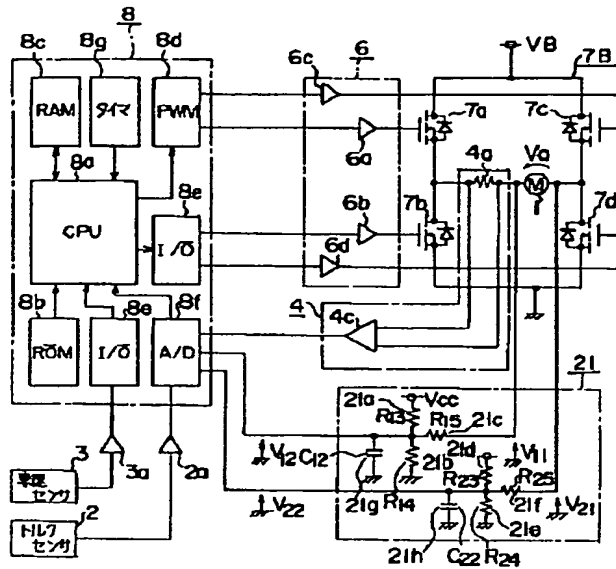 8
8c 8g 8d
RAM タイマ PWM
8a
CPU
8e
I/O
8b 8e 8f
ROM I/O A/D
3
車速センサ
3a
2a
2
トルクセンサ
6
6c
6a
6b
6d
VB
7B
7a
7c
4a
Va
M
1
7b
7d
4
4c
21
21a
Vcc
R13
R15
21c
V11
V12
C12
21b
21d
R23
R25
R14
21g
21f
V21
V22
21e
21h
C22
R24